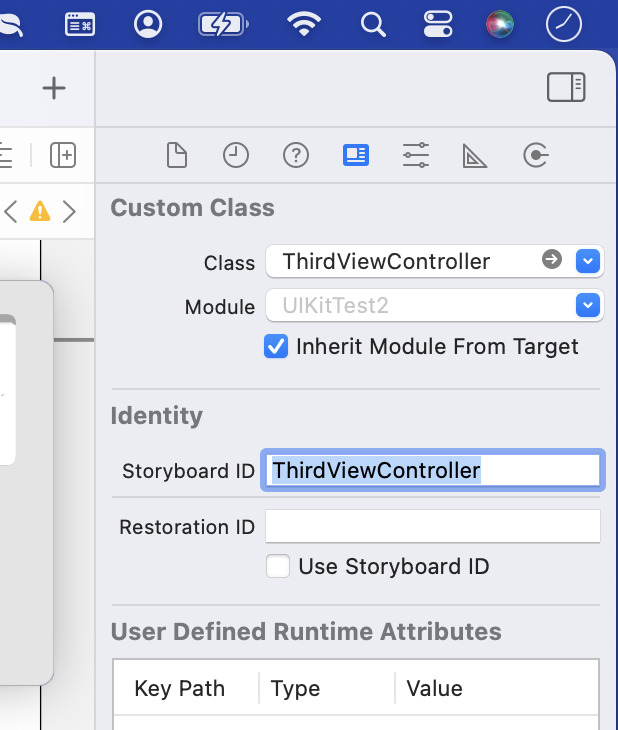 Custom Class
Class ThirdViewController
Module UIKitTest2
Inherit Module From Target
Identity
Storyboard ID ThirdViewController
Restoration ID
Use Storyboard ID
User Defined Runtime Attributes
Key Path Type Value